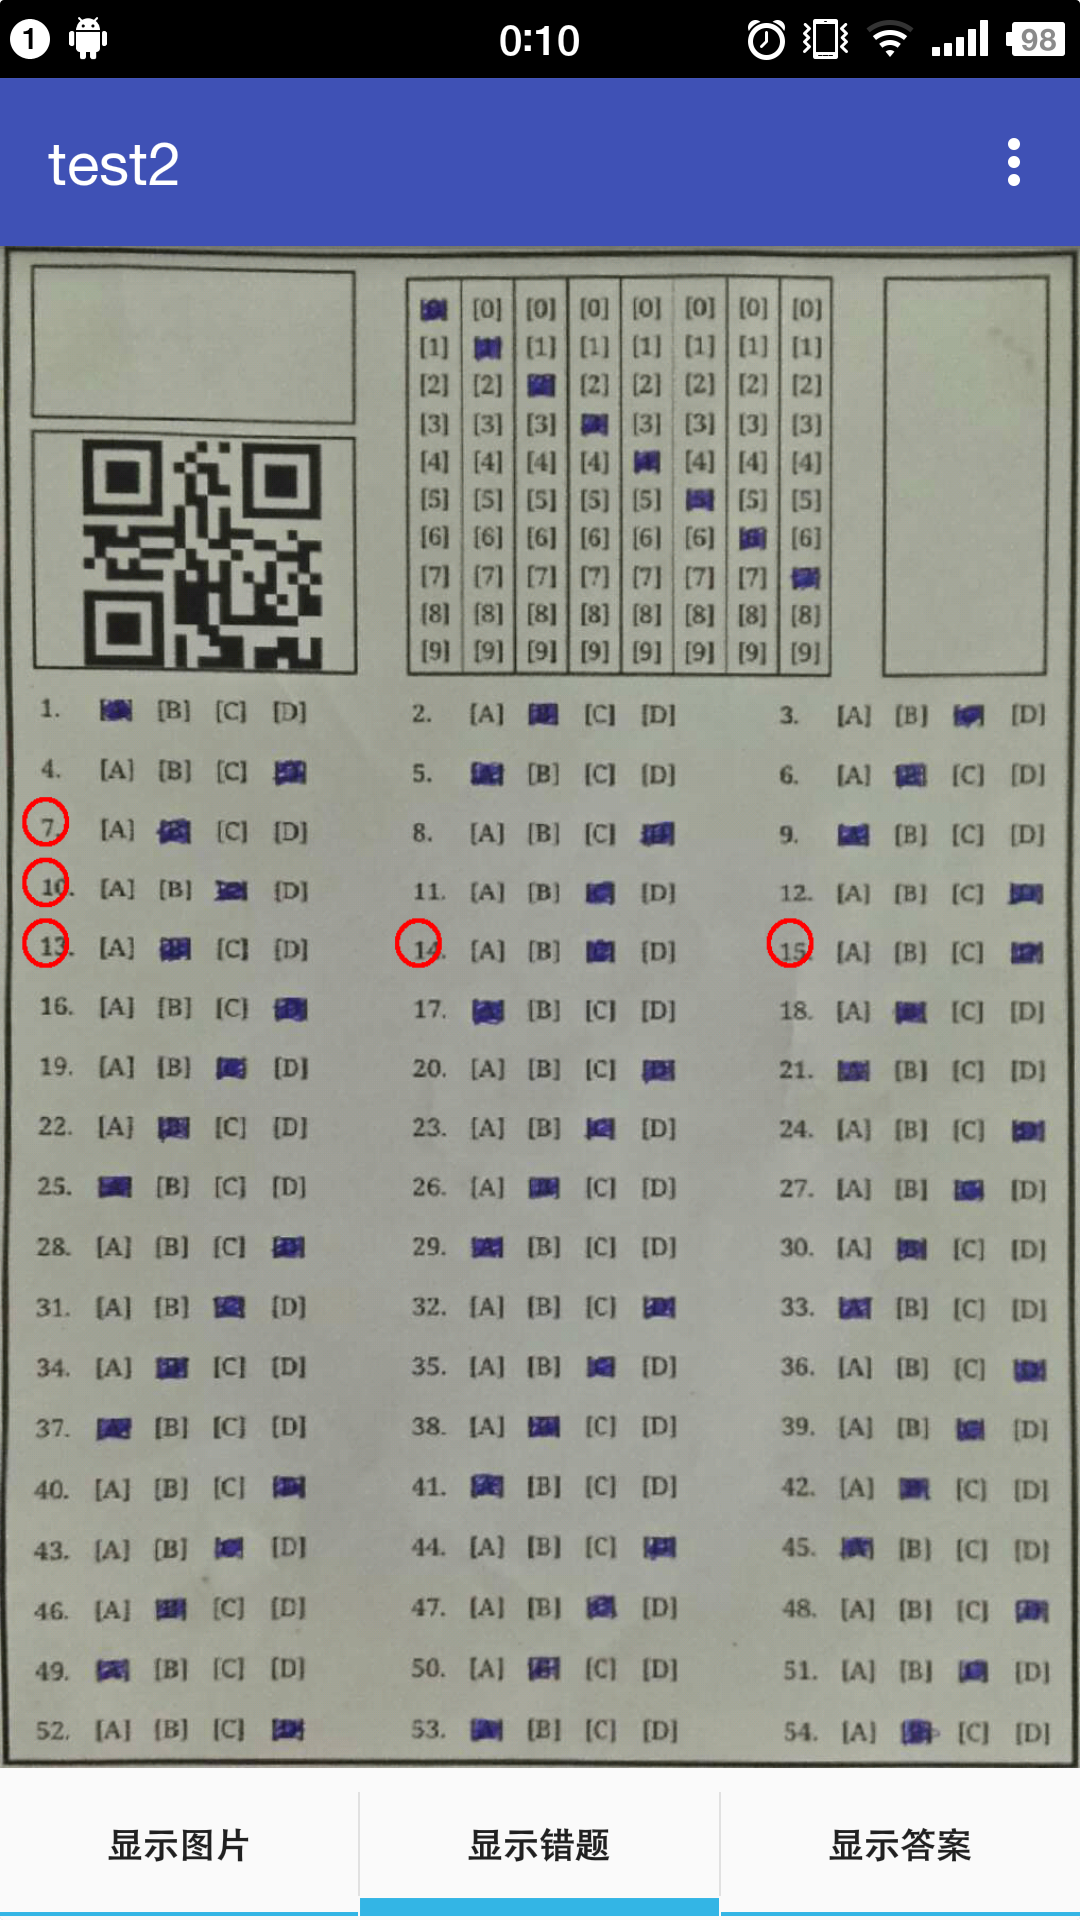 1 0:10 98
test2
[0] [0] [0] [0] [0] [0] [0]
[1] [1] [1] [1] [1] [1] [1]
[2] [2] [2] [2] [2] [2] [2]
[3] [3] [3] [3] [3] [3] [3]
[4] [4] [4] [4] [4] [4] [4]
[5] [5] [5] [5] [5] [5] [5]
[6] [6] [6] [6] [6] [6] [6]
[7] [7] [7] [7] [7] [7] [7]
[8] [8] [8] [8] [8] [8] [8] [8]
[9] [9] [9] [9] [9] [9] [9] [9]
1. [B] [C] [D] 2. [A] [C] [D] 3. [A] [B] [D]
4. [A] [B] [C] 5. [B] [C] [D] 6. [A] [C] [D]
7. [A] [C] [D] 8. [A] [B] [C] 9. [B] [C] [D]
10. [A] [B] [D] 11. [A] [B] [D] 12. [A] [B] [C]
13. [A] [C] [D] 14. [A] [B] [D] 15. [A] [B] [C]
16. [A] [B] [C] 17. [B] [C] [D] 18. [A] [C] [D]
19. [A] [B] [D] 20. [A] [B] [C] 21. [B] [C] [D]
22. [A] [C] [D] 23. [A] [B] [D] 24. [A] [B] [C]
25. [B] [C] [D] 26. [A] [C] [D] 27. [A] [B] [D]
28. [A] [B] [C] 29. [B] [C] [D] 30. [A] [C] [D]
31. [A] [B] [D] 32. [A] [B] [C] 33. [B] [C] [D]
34. [A] [C] [D] 35. [A] [B] [D] 36. [A] [B] [C]
37. [B] [C] [D] 38. [A] [C] [D] 39. [A] [B] [D]
40. [A] [B] [C] 41. [B] [C] [D] 42. [A] [C] [D]
43. [A] [B] [D] 44. [A] [B] [C] 45. [B] [C] [D]
46. [A] [C] [D] 47. [A] [B] [D] 48. [A] [B] [C]
49. [B] [C] [D] 50. [A] [C] [D] 51. [A] [B] [D]
52. [A] [B] [C] 53. [B] [C] [D] 54. [A] [C] [D]
显示图片 显示错题 显示答案